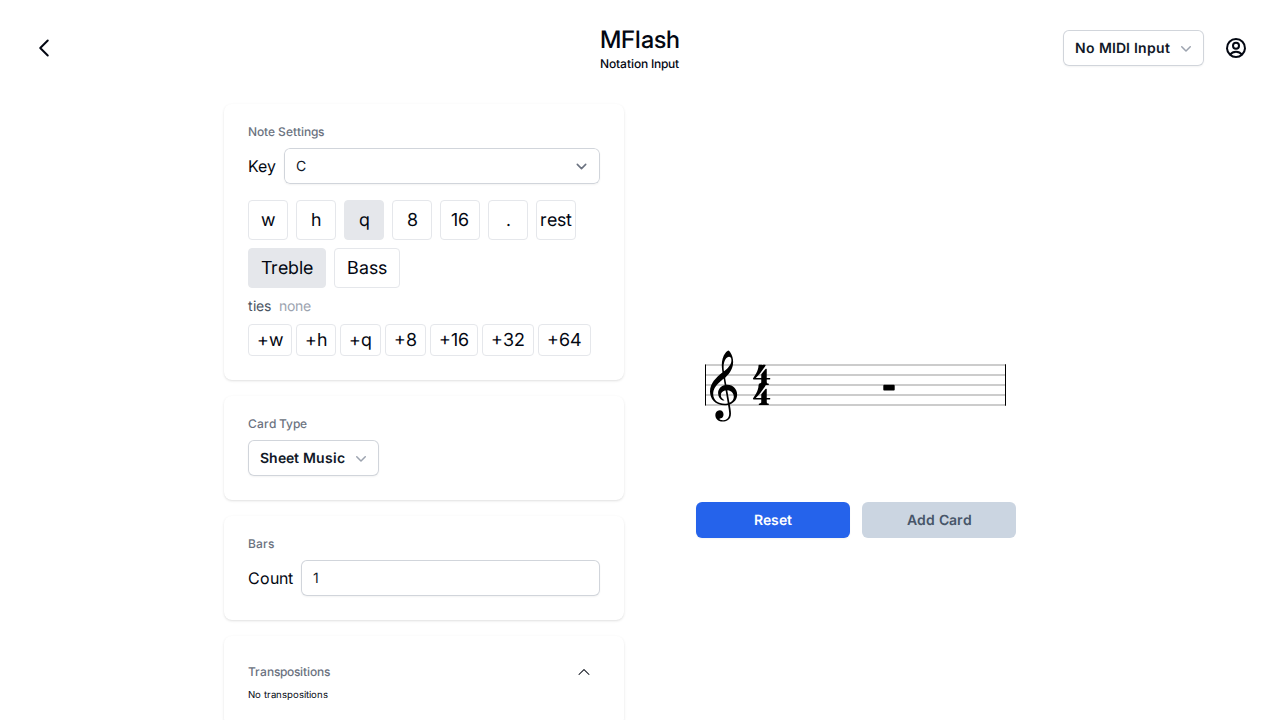 MFlash
Notation Input
No MIDI Input
Note Settings
Key C
w h q 8 16 . rest
Treble Bass
ties none
+w +h +q +8 +16 +32 +64
Card Type
Sheet Music
Bars
Count 1
Transpositions
No transpositions
4
4
Reset Add Card